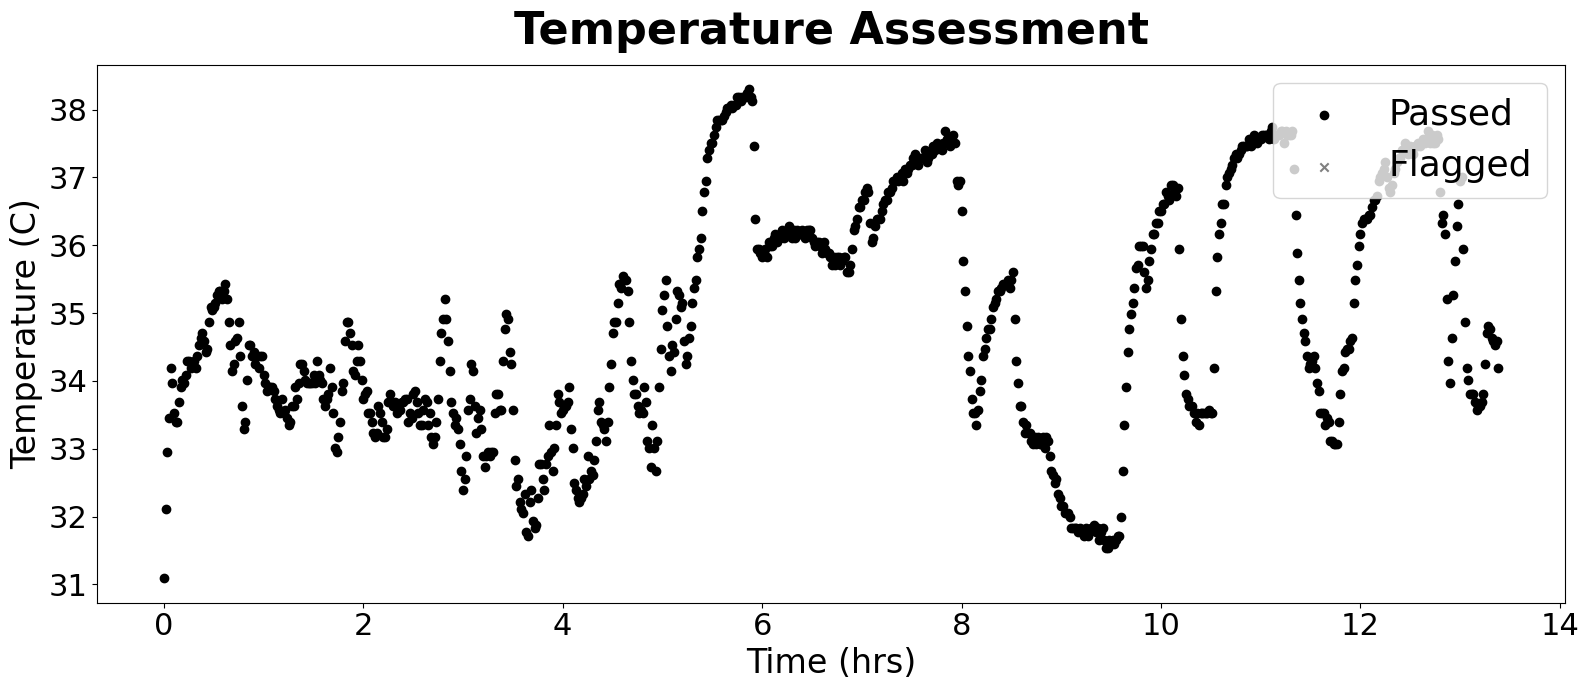 Temperature Assessment
Temperature (C)
38
37
36
35
34
33
32
31
Passed
Flagged
0 2 4 6 8 10 12 14
Time (hrs)